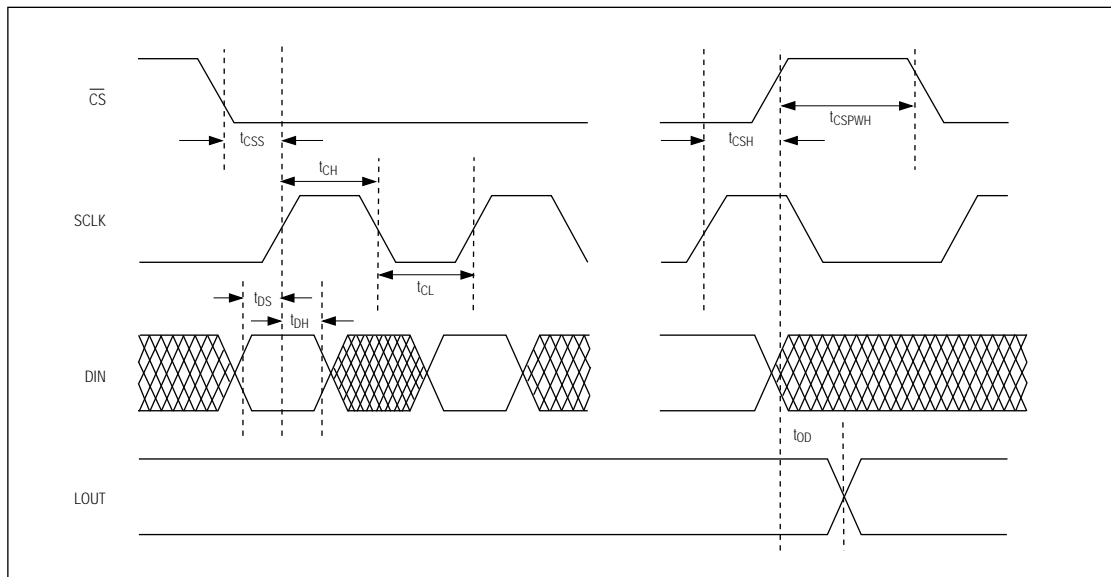 CS
tCSS
tCSH
tCSPWH
tCH
SCLK
tCL
tDS
tDH
DIN
tOD
LOUT